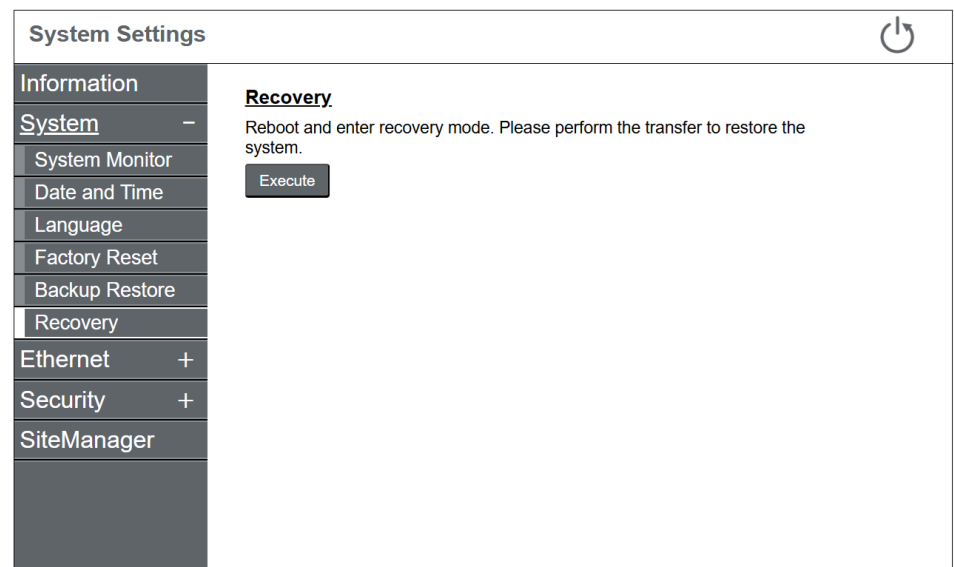 System Settings
Information
System −
System Monitor
Date and Time
Language
Factory Reset
Backup Restore
Recovery
Ethernet +
Security +
SiteManager
Recovery
Reboot and enter recovery mode. Please perform the transfer to restore the
system.
Execute